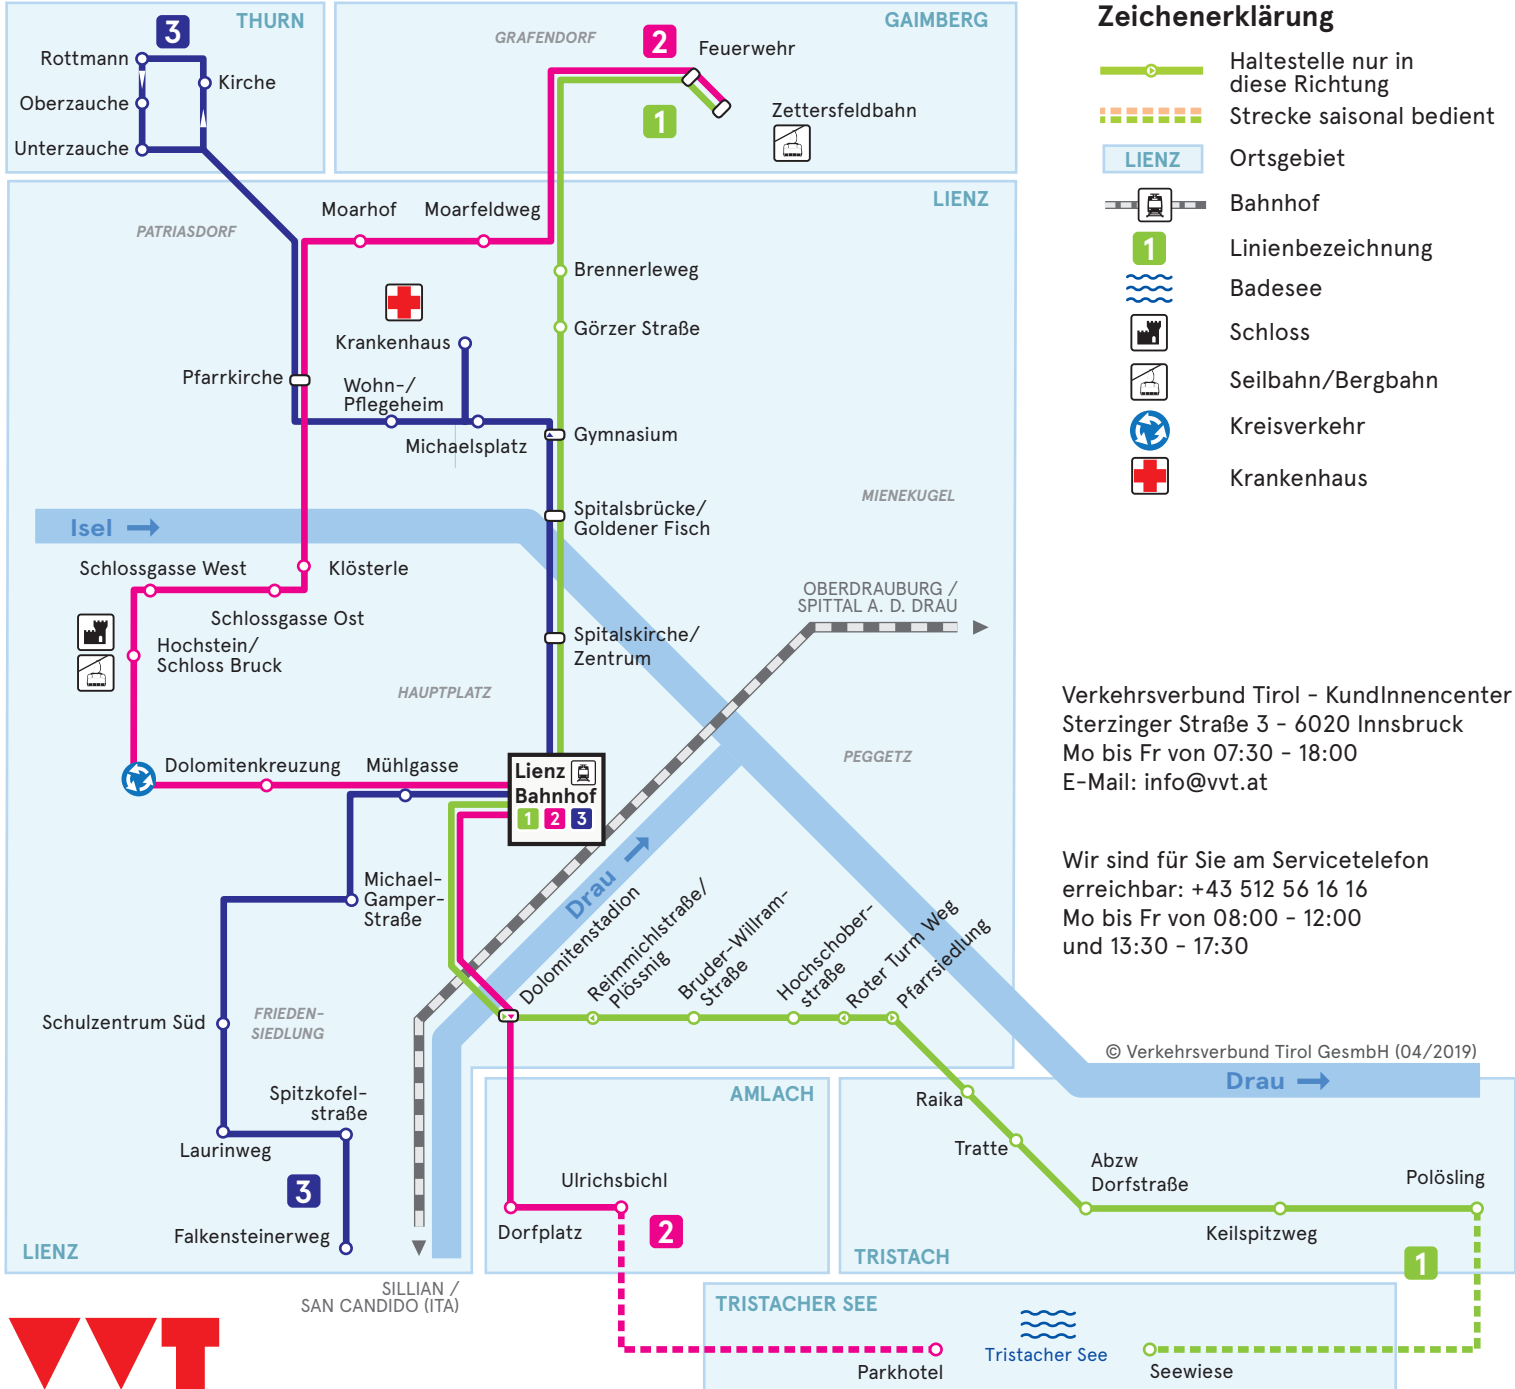 THURN
3
Rottmann
Kirche
Oberzauche
Unterzauche
GAIMBERG
GRAFENDORF
2
Feuerwehr
1
Zettersfeldbahn
LIENZ
PATRIASDORF
Moarhof
Moarfeldweg
Brennerleweg
Görzer Straße
Krankenhaus
Pfarrkirche
Wohn-/
Pflegeheim
Michaelsplatz
Gymnasium
MIENEKUGEL
Isel
Spitalsbrücke/
Goldener Fisch
Schlossgasse West
Klösterle
Schlossgasse Ost
OBERDRAUBURG /
SPITTAL A. D. DRAU
Hochstein/
Schloss Bruck
Spitalskirche/
Zentrum
HAUPTPLATZ
PEGGETZ
Dolomitenkreuzung
Mühlgasse
Lienz
Bahnhof
1 2 3
Michael-
Gamper-
Straße
Drau
Dolomitenstadion
Reimmichlstraße/
Plössnig
Bruder-Willram-
Straße
Hochschober-
straße
Roter Turm Weg
Pfarrsiedlung
Schulzentrum Süd
FRIEDEN-
SIEDLUNG
Spitzkofel-
straße
Laurinweg
3
Falkensteinerweg
LIENZ
SILLIAN /
SAN CANDIDO (ITA)
AMLACH
Ulrichsbichl
Dorfplatz
2
Raika
Tratte
Abzw
Dorfstraße
Polösling
Keilspitzweg
TRISTACH
1
Drau
TRISTACHER SEE
Parkhotel
Tristacher See
Seewiese
VVT
Zeichenerklärung
Haltestelle nur in
diese Richtung
Strecke saisonal bedient
LIENZ
Ortsgebiet
Bahnhof
1
Linienbezeichnung
Badesee
Schloss
Seilbahn/Bergbahn
Kreisverkehr
Krankenhaus
Verkehrsverbund Tirol - KundInnencenter
Sterzinger Straße 3 - 6020 Innsbruck
Mo bis Fr von 07:30 - 18:00
E-Mail: info@vvt.at
Wir sind für Sie am Servicetelefon
erreichbar: +43 512 56 16 16
Mo bis Fr von 08:00 - 12:00
und 13:30 - 17:30
© Verkehrsverbund Tirol GesmbH (04/2019)